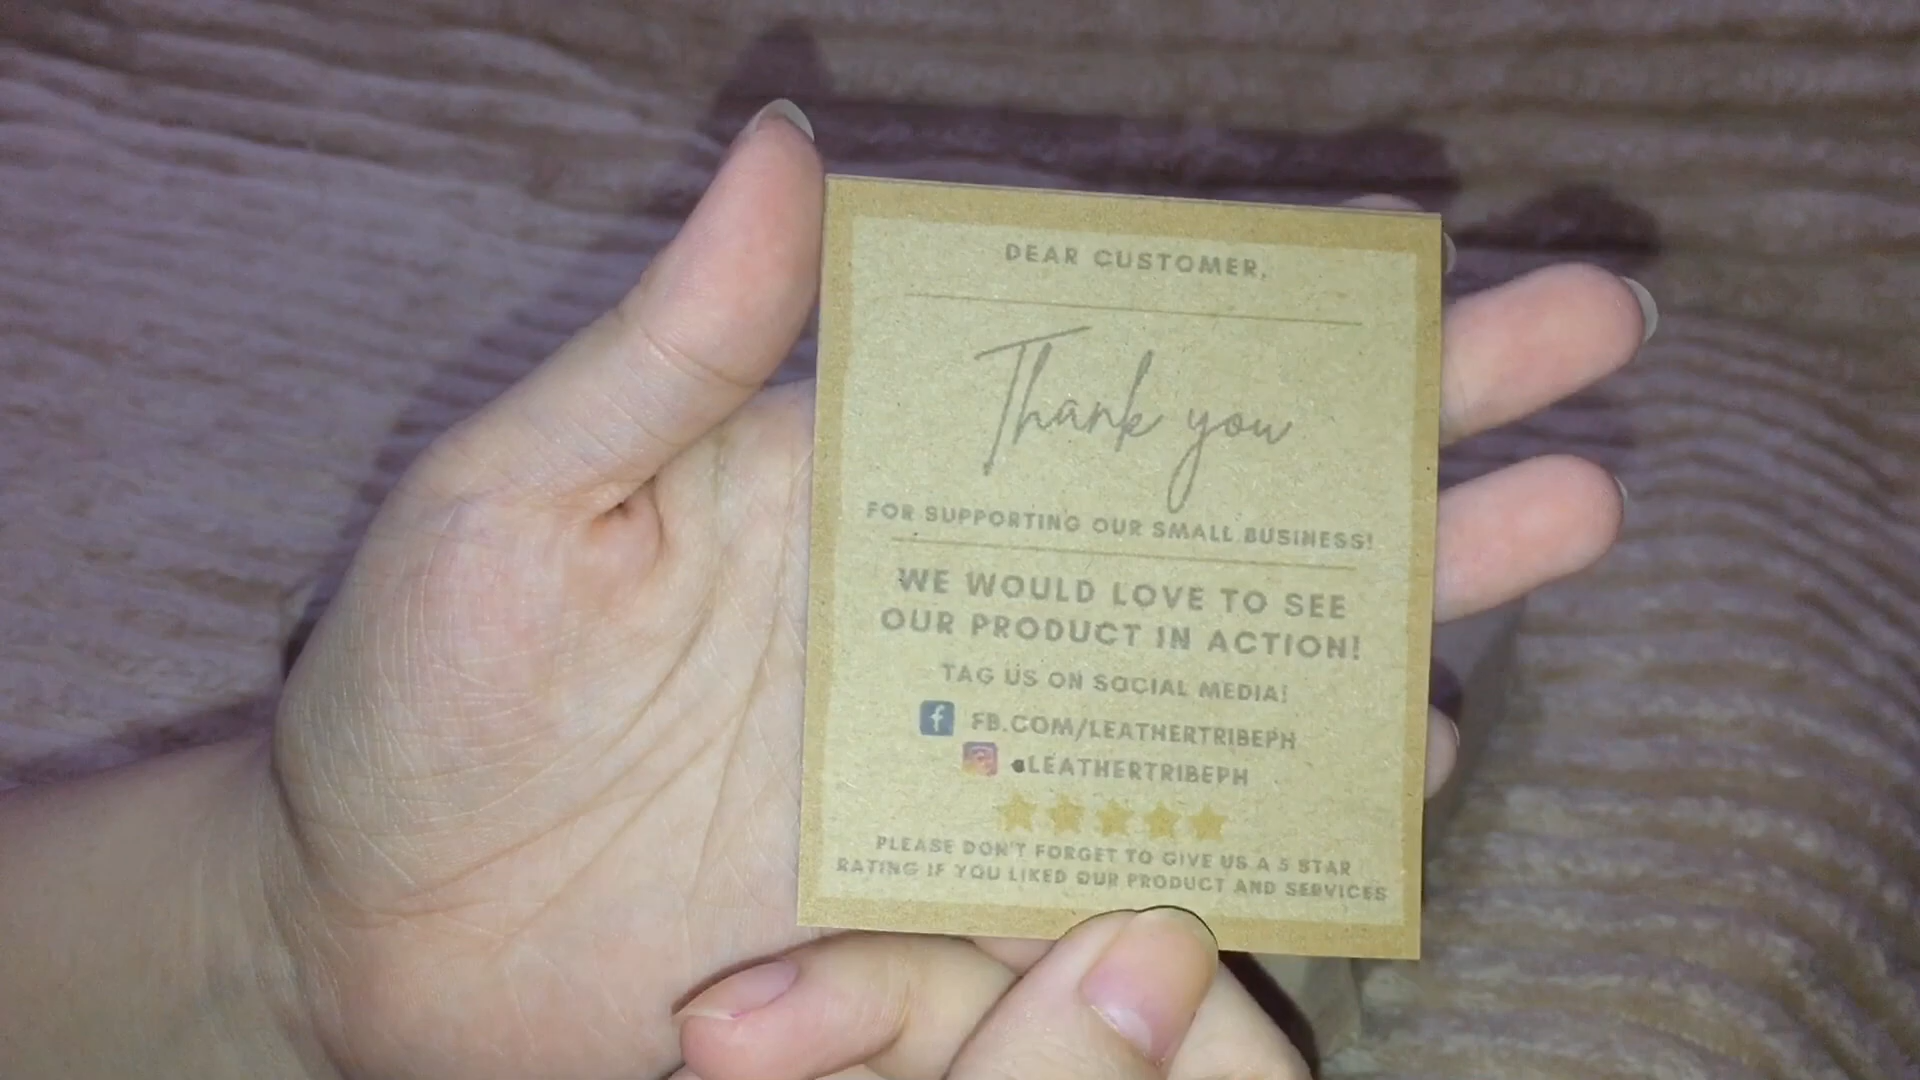 DEAR CUSTOMER,
Thank you
FOR SUPPORTING OUR SMALL BUSINESS!
WE WOULD LOVE TO SEE
OUR PRODUCT IN ACTION!
TAG US ON SOCIAL MEDIA!
FB.COM/LEATHERTRIBEPH
@LEATHERTRIBEPH
PLEASE DON'T FORGET TO GIVE US A 5 STAR
RATING IF YOU LIKED OUR PRODUCT AND SERVICES